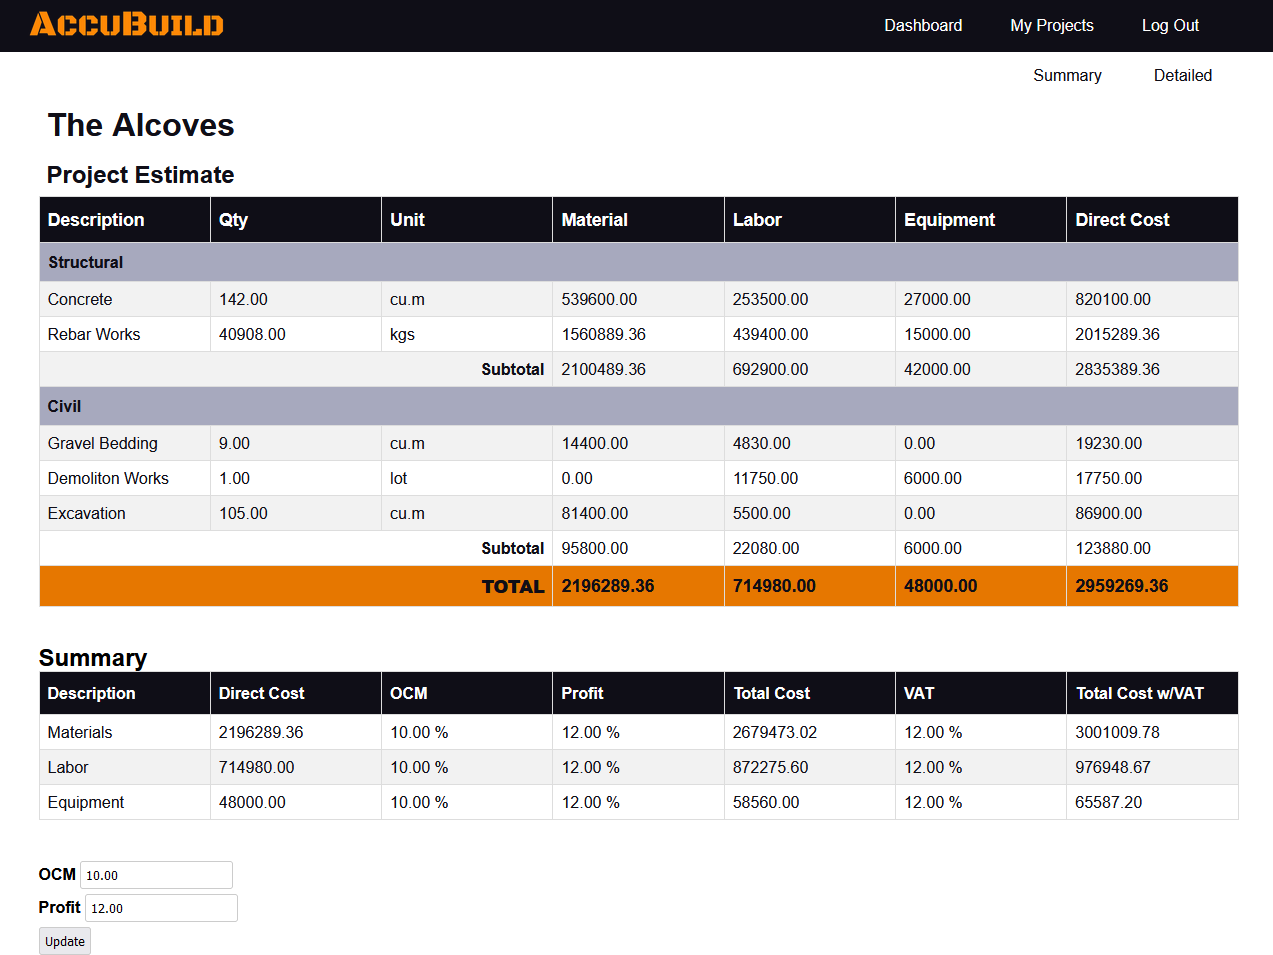 ACCUBUILD Dashboard My Projects Log Out
Summary Detailed
The Alcoves
Project Estimate
Description Qty Unit Material Labor Equipment Direct Cost
Structural
Concrete 142.00 cu.m 539600.00 253500.00 27000.00 820100.00
Rebar Works 40908.00 kgs 1560889.36 439400.00 15000.00 2015289.36
Subtotal 2100489.36 692900.00 42000.00 2835389.36
Civil
Gravel Bedding 9.00 cu.m 14400.00 4830.00 0.00 19230.00
Demoliton Works 1.00 lot 0.00 11750.00 6000.00 17750.00
Excavation 105.00 cu.m 81400.00 5500.00 0.00 86900.00
Subtotal 95800.00 22080.00 6000.00 123880.00
TOTAL 2196289.36 714980.00 48000.00 2959269.36
Summary
Description Direct Cost OCM Profit Total Cost VAT Total Cost w/VAT
Materials 2196289.36 10.00 % 12.00 % 2679473.02 12.00 % 3001009.78
Labor 714980.00 10.00 % 12.00 % 872275.60 12.00 % 976948.67
Equipment 48000.00 10.00 % 12.00 % 58560.00 12.00 % 65587.20
OCM 10.00
Profit 12.00
Update